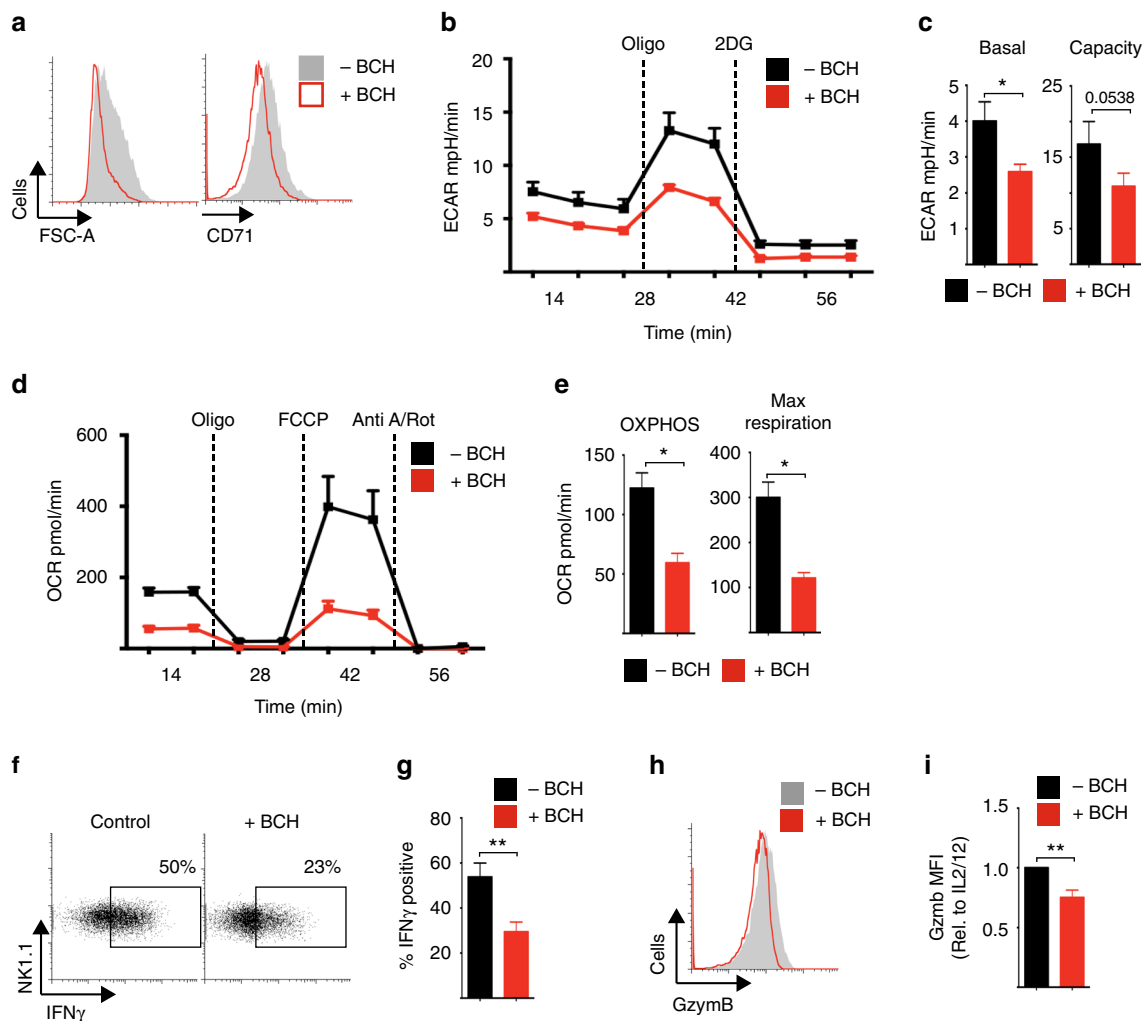 a
– BCH
+ BCH
Cells
FSC-A
CD71
b
Oligo
2DG
– BCH
+ BCH
20
15
10
5
ECAR mpH/min
14
28
42
56
Time (min)
c
Basal
Capacity
*
0.0538
5
4
3
2
1
25
15
5
ECAR mpH/min
– BCH
+ BCH
d
Oligo
FCCP
Anti A/Rot
– BCH
+ BCH
600
400
200
OCR pmol/min
14
28
42
56
Time (min)
e
OXPHOS
Max
respiration
*
*
150
100
50
400
300
200
100
OCR pmol/min
– BCH
+ BCH
f
Control
+ BCH
50%
23%
NK1.1
IFNγ
g
– BCH
+ BCH
80
60
40
20
**
% IFNγ positive
h
– BCH
+ BCH
Cells
GzymB
i
– BCH
+ BCH
1.5
1.0
0.5
**
Gzmb MFI
(Rel. to IL2/12)